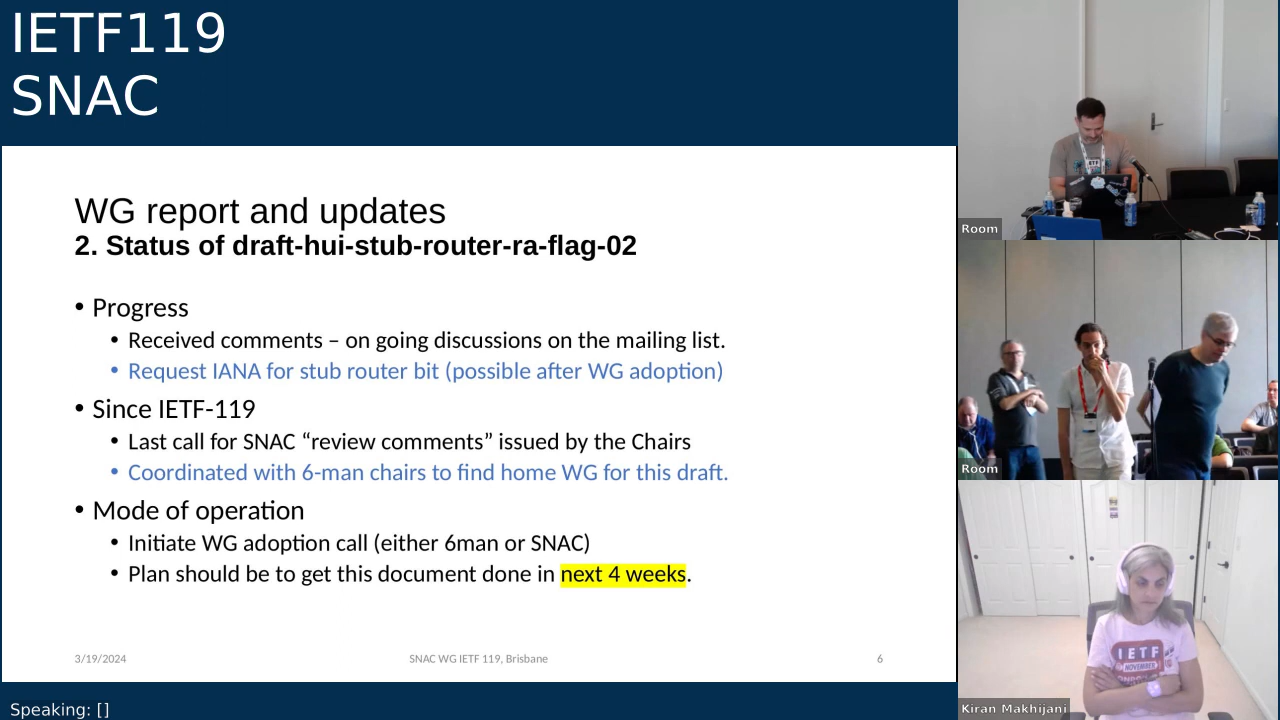 IETF119
SNAC
WG report and updates
2. Status of draft-hui-stub-router-ra-flag-02
• Progress
• Received comments – on going discussions on the mailing list.
• Request IANA for stub router bit (possible after WG adoption)
• Since IETF-119
• Last call for SNAC “review comments” issued by the Chairs
• Coordinated with 6-man chairs to find home WG for this draft.
• Mode of operation
• Initiate WG adoption call (either 6man or SNAC)
• Plan should be to get this document done in next 4 weeks.
3/19/2024
SNAC WG IETF 119, Brisbane
6
Speaking: []
Room
Room
IETF
NOVEMBER
Kiran Makhijani